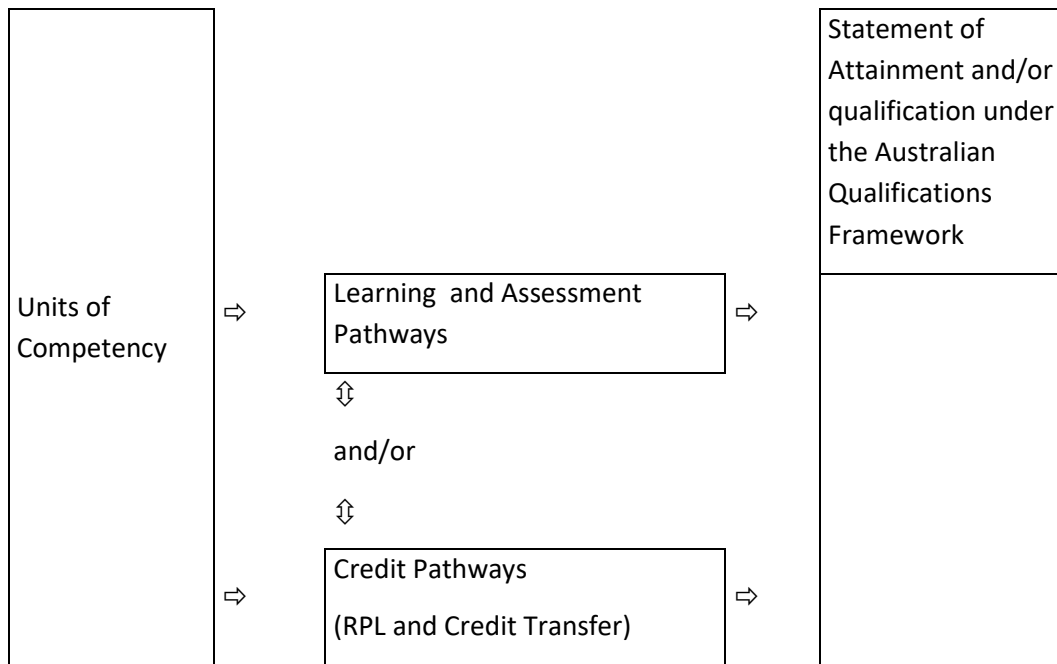 Statement of
Attainment and/or
qualification under
the Australian
Qualifications
Framework
Units of
Competency
⇨
Learning and Assessment
Pathways
⇨
⇕
and/or
⇕
⇨
Credit Pathways
(RPL and Credit Transfer)
⇨